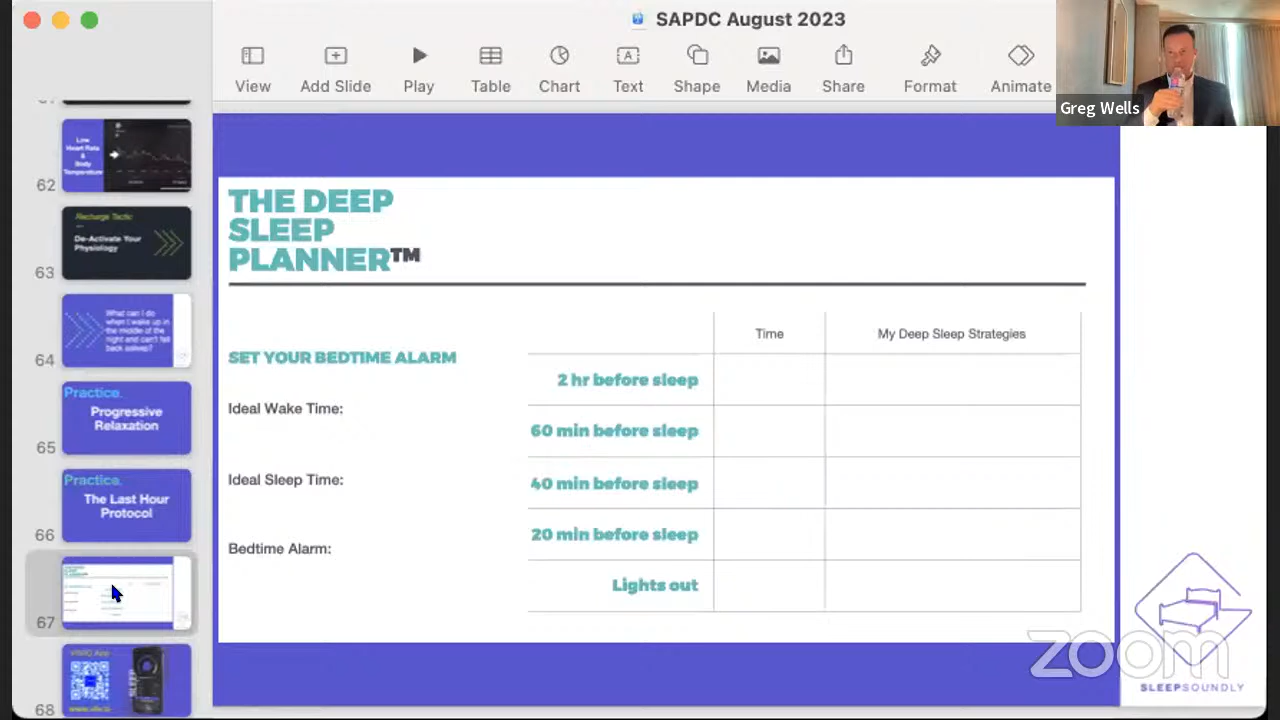 SAPDC August 2023
View
Add Slide
Play
Table
Chart
Text
Shape
Media
Share
Format
Animate
Greg Wells
62
Low
Heart Rate
&
Body
Temperature
63
Recharge Tactic
De-Activate Your
Physiology
64
What can I do
when I wake up in
the middle of the
night and can't fall
back asleep?
65
Practice.
Progressive
Relaxation
66
Practice.
The Last Hour
Protocol
67
68
VIIVIO App
SLEEP
THE DEEP
SLEEP
PLANNER™
SET YOUR BEDTIME ALARM
Ideal Wake Time:
Ideal Sleep Time:
Bedtime Alarm:
Time
My Deep Sleep Strategies
2 hr before sleep
60 min before sleep
40 min before sleep
20 min before sleep
Lights out
zoom
SLEEPSOUNDLY